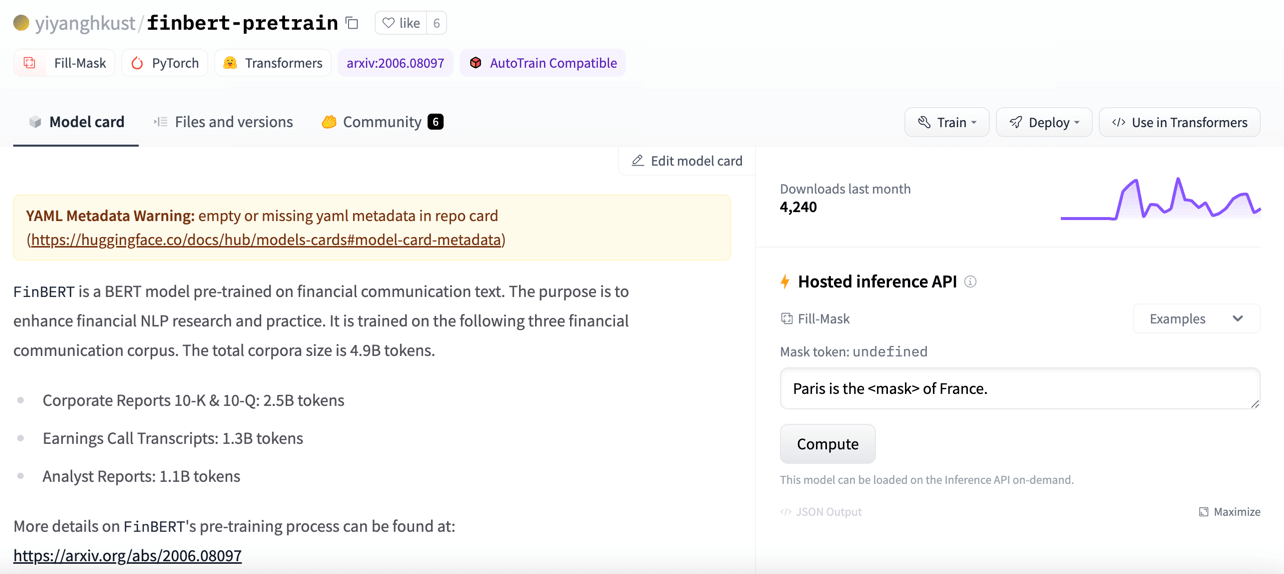 yiyanghkust/finbert-pretrain like 6
Fill-Mask PyTorch Transformers arxiv:2006.08097 AutoTrain Compatible
Model card Files and versions Community 6 Train Deploy </> Use in Transformers
Edit model card
YAML Metadata Warning: empty or missing yaml metadata in repo card
(https://huggingface.co/docs/hub/models-cards#model-card-metadata)
FinBERT is a BERT model pre-trained on financial communication text. The purpose is to
enhance financial NLP research and practice. It is trained on the following three financial
communication corpus. The total corpora size is 4.9B tokens.
Corporate Reports 10-K & 10-Q: 2.5B tokens
Earnings Call Transcripts: 1.3B tokens
Analyst Reports: 1.1B tokens
More details on FinBERT's pre-training process can be found at:
https://arxiv.org/abs/2006.08097
Downloads last month
4,240
Hosted inference API
Fill-Mask Examples
Mask token: undefined
Paris is the <mask> of France.
Compute
This model can be loaded on the Inference API on-demand.
</> JSON Output Maximize